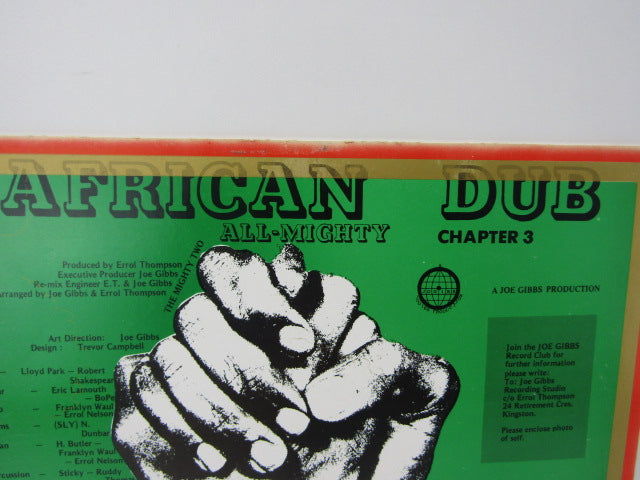 AFRICAN DUB
ALL-MIGHTY
CHAPTER 3
THE MIGHTY TWO
Produced by Errol Thompson
Executive Producer Joe Gibbs
Re-mix Engineer E.T. & Joe Gibbs
Arranged by Joe Gibbs & Errol Thompson
A JOE GIBBS PRODUCTION
Art Direction: Joe Gibbs
Design : Trevor Campbell
Lloyd Park – Robert
Shakespear
Eric Lamouth
BoPe
Franklyn Waul
– Errol Nelson
(SLY) N.
Dunbar
H. Butler –
Franklyn Waul
– Errol Nelson
Sticky – Ruddy
Join the JOE GIBBS
Record Club for
further information
please write:
To: Joe Gibbs
Recording Studio
c/o Errol Thompson
24 Retirement Cres.
Kingston.
Please enclose photo
of self.